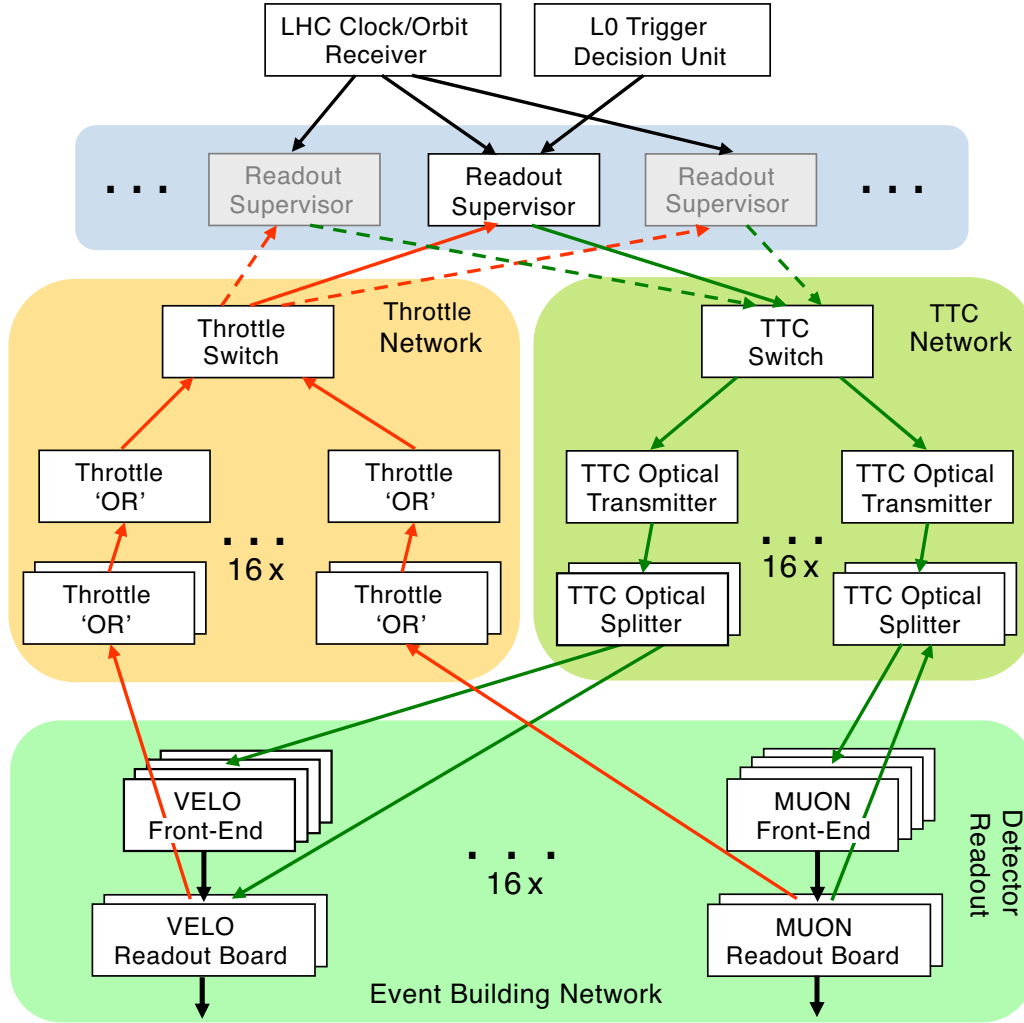 LHC Clock/Orbit
Receiver
L0 Trigger
Decision Unit
. . .
Readout
Supervisor
Readout
Supervisor
Readout
Supervisor
. . .
Throttle
Switch
Throttle
Network
TTC
Switch
TTC
Network
Throttle
‘OR’
Throttle
‘OR’
. . .
16 x
Throttle
‘OR’
Throttle
‘OR’
TTC Optical
Transmitter
TTC Optical
Transmitter
. . .
16 x
TTC Optical
Splitter
TTC Optical
Splitter
VELO
Front-End
MUON
Front-End
. . .
16 x
Detector
Readout
VELO
Readout Board
MUON
Readout Board
Event Building Network